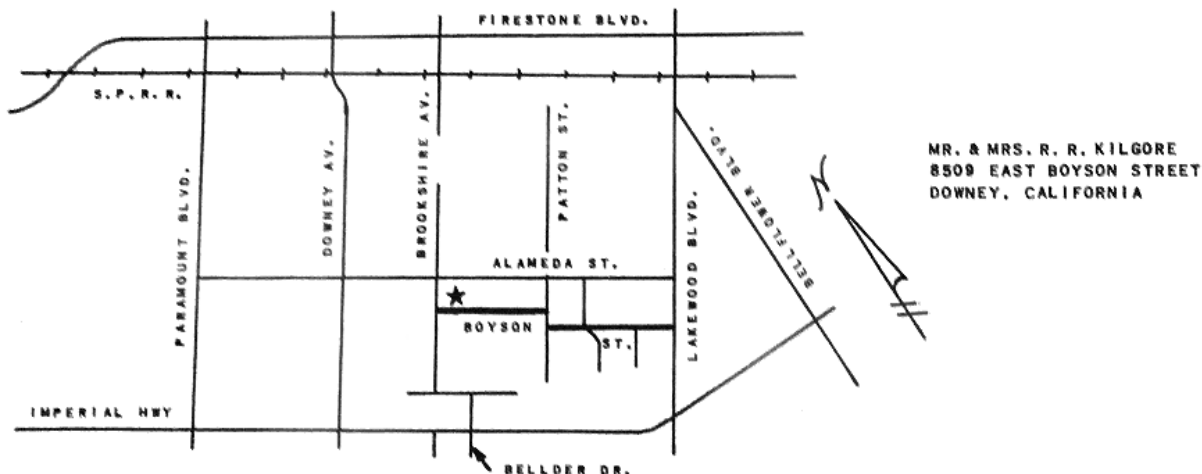 FIRESTONE BLVD.
S.P.R.R.
PARAMOUNT BLVD.
DOWNEY AV.
BROOKSHIRE AV.
PATTON ST.
BELLFLOWER BLVD.
LAKEWOOD BLVD.
MR. & MRS. R. R. KILGORE
8509 EAST BOYSON STREET
DOWNEY, CALIFORNIA
N
ALAMEDA ST.
BOYSON ST.
IMPERIAL HWY
BELLDER DR.